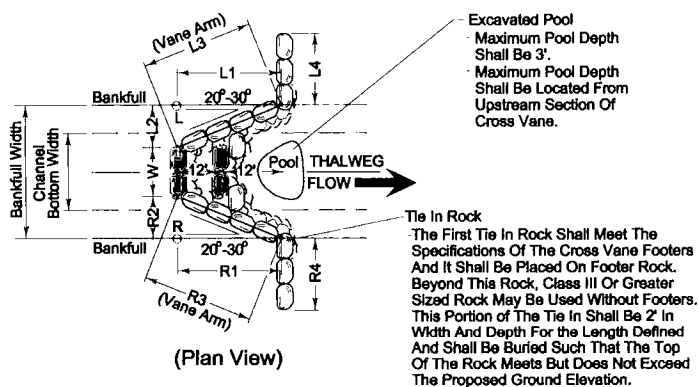 (Vane Arm)
L3
L1
L4
Bankfull
20°-30°
L2
L
Bankfull Width
Channel
Bottom Width
W
12'
12'
Pool
THALWEG
FLOW
R2
R
Bankfull
20°-30°
R1
R3
(Vane Arm)
R4
(Plan View)
Excavated Pool
- Maximum Pool Depth
Shall Be 3'.
- Maximum Pool Depth
Shall Be Located From
Upstream Section Of
Cross Vane.
Tie In Rock
-The First Tie In Rock Shall Meet The
Specifications Of The Cross Vane Footers
And It Shall Be Placed On Footer Rock.
Beyond This Rock, Class III Or Greater
Sized Rock May Be Used Without Footers.
This Portion of The Tie In Shall Be 2' In
Width And Depth For the Length Defined
And Shall Be Buried Such That The Top
Of The Rock Meets But Does Not Exceed
The Proposed Ground Elevation.